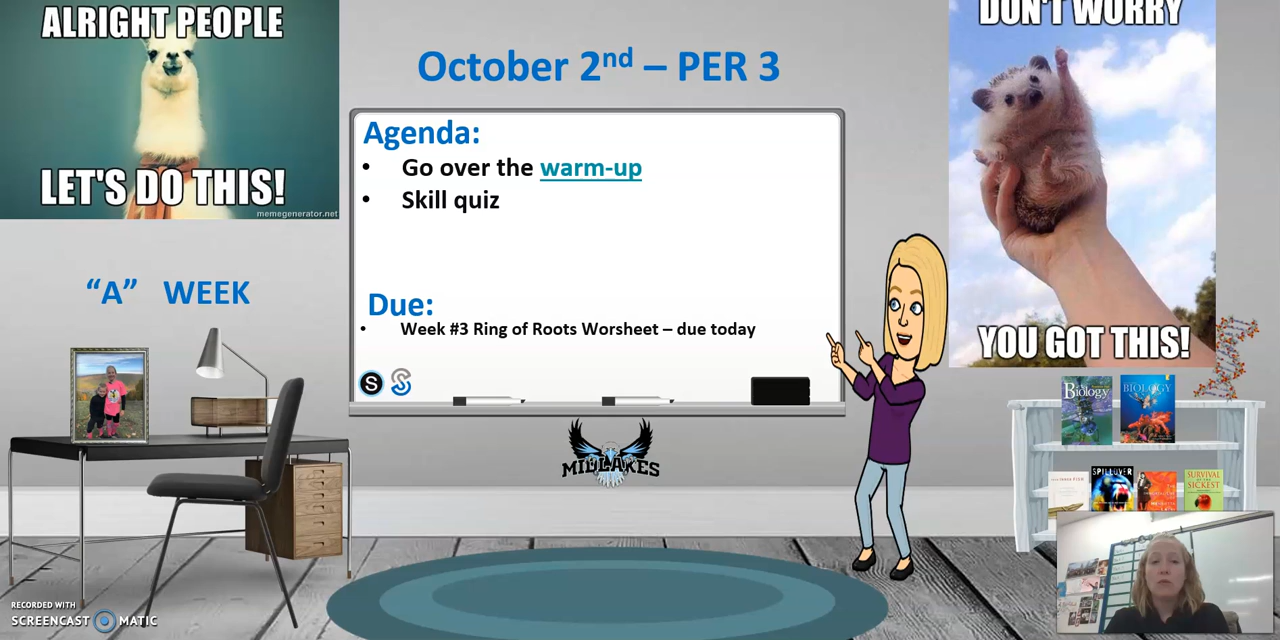 ALRIGHT PEOPLE
LET'S DO THIS!
memegenerator.net
October 2nd – PER 3
DON'T WORRY
YOU GOT THIS!
Agenda:
• Go over the warm-up
• Skill quiz
Due:
• Week #3 Ring of Roots Worsheet – due today
S
"A" WEEK
MIDLAKES
Biology
BIOLOGY
SPILLOVER
SURVIVAL
OF THE
SICKEST
RECORDED WITH
SCREENCAST MATIC